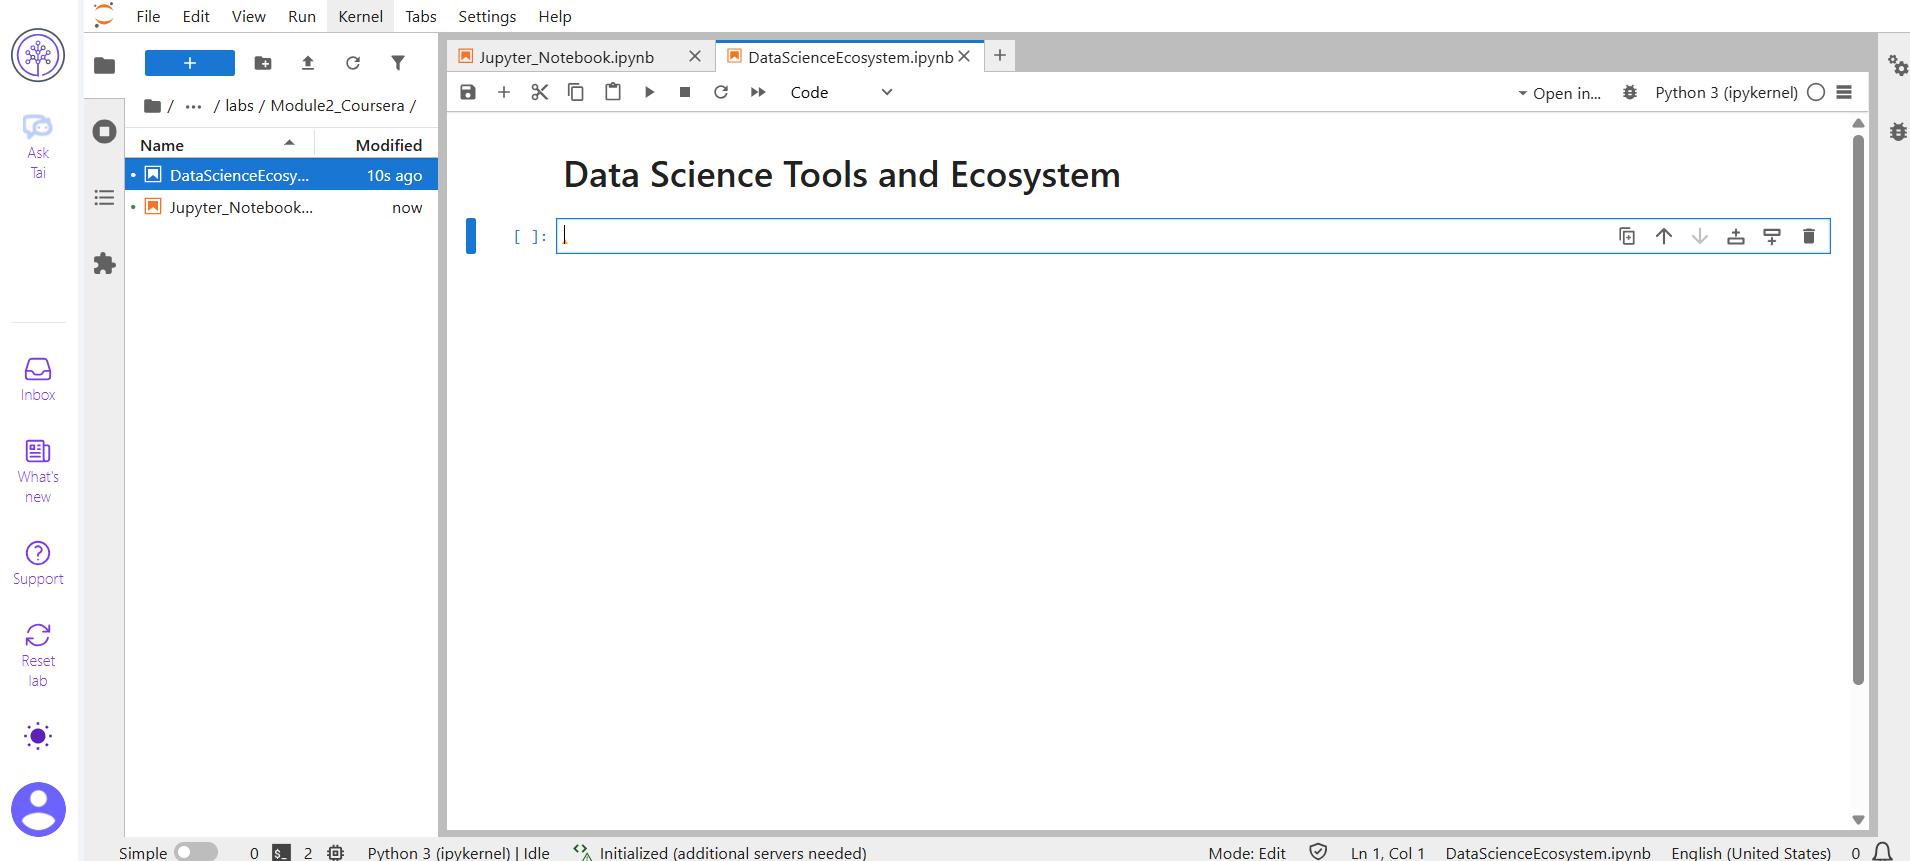 File Edit View Run Kernel Tabs Settings Help
Ask
Tai
Inbox
What's
new
Support
Reset
lab
/ ... / labs / Module2_Coursera /
Name Modified
DataScienceEcosy... 10s ago
Jupyter_Notebook... now
Jupyter_Notebook.ipynb
DataScienceEcosystem.ipynb
Code
Open in...
Python 3 (ipykernel)
Data Science Tools and Ecosystem
[ ]:
Simple 0 $_ 2 Python 3 (ipykernel) | Idle Initialized (additional servers needed) Mode: Edit Ln 1, Col 1 DataScienceEcosystem.ipynb English (United States) 0